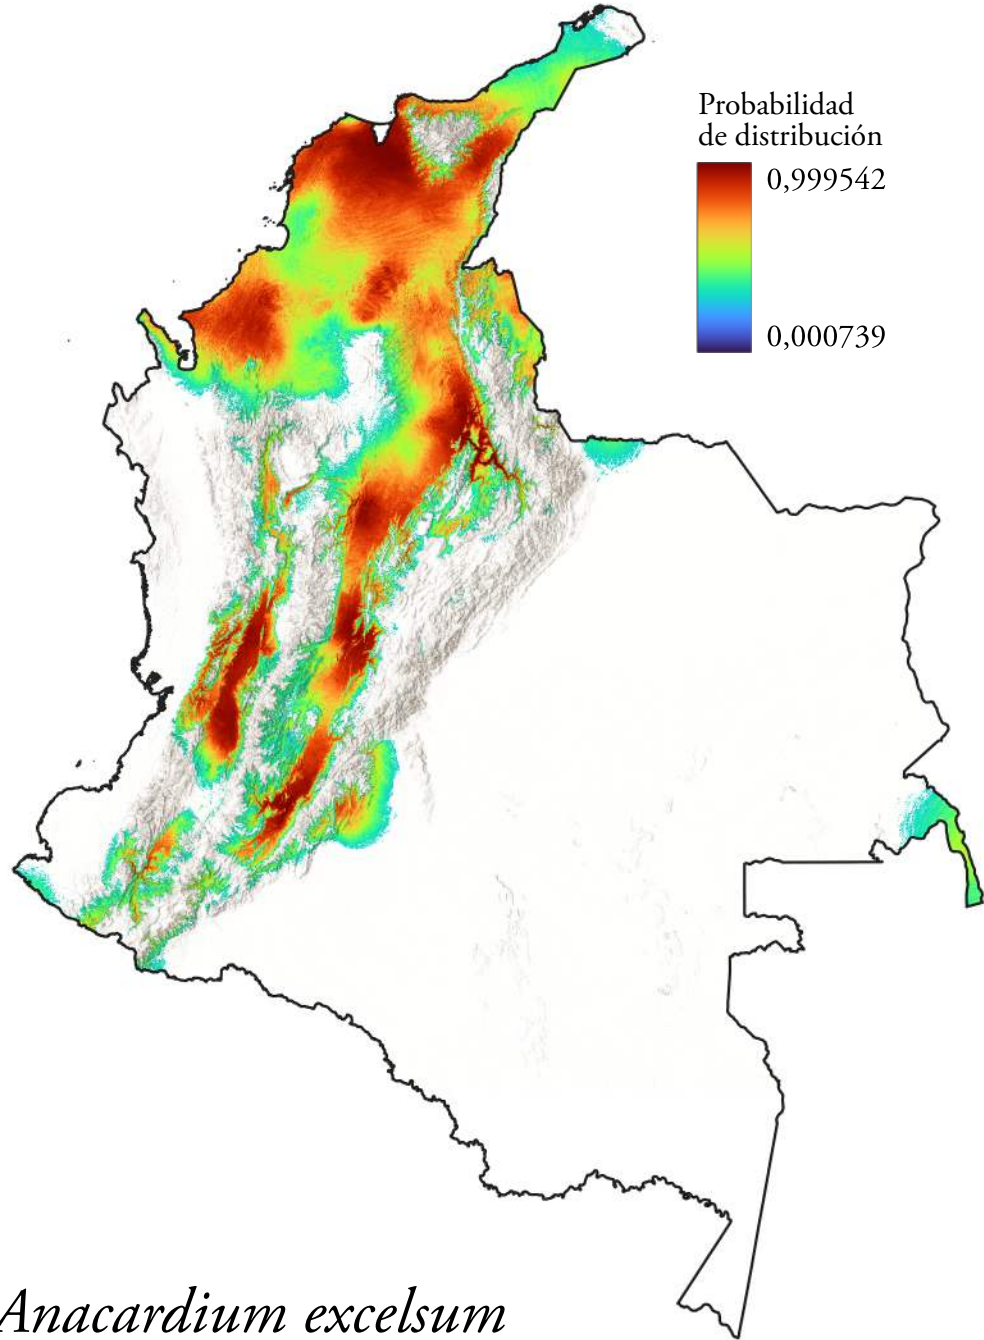 Probabilidad
de distribución
0,999542
0,000739
Anacardium excelsum